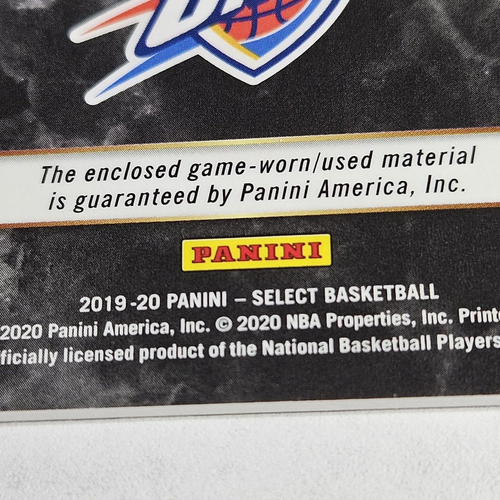 The enclosed game-worn/used material
is guaranteed by Panini America, Inc.
PANINI
2019-20 PANINI – SELECT BASKETBALL
2020 Panini America, Inc. © 2020 NBA Properties, Inc. Printe
ficially licensed product of the National Basketball Players